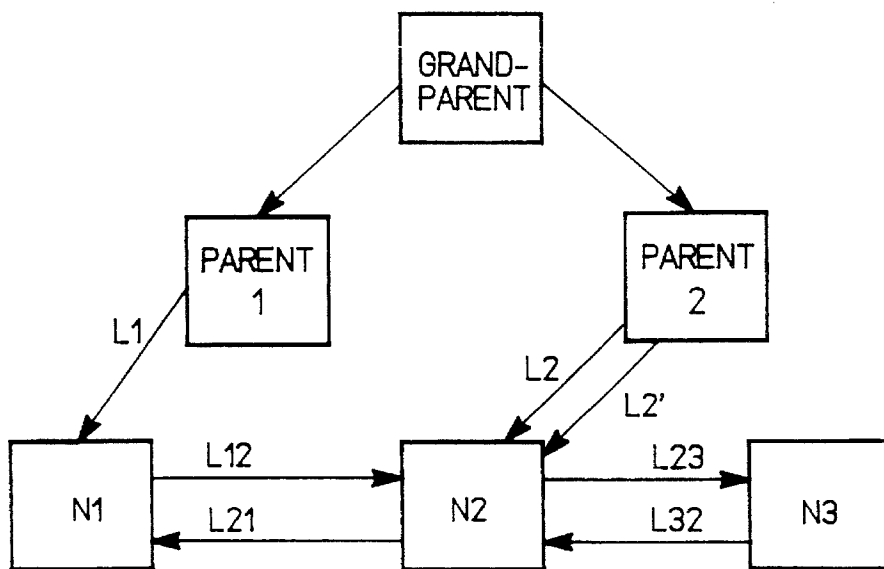 GRAND-
PARENT
PARENT
1
PARENT
2
L1
L2
L2'
L12
L23
N1
N2
N3
L21
L32